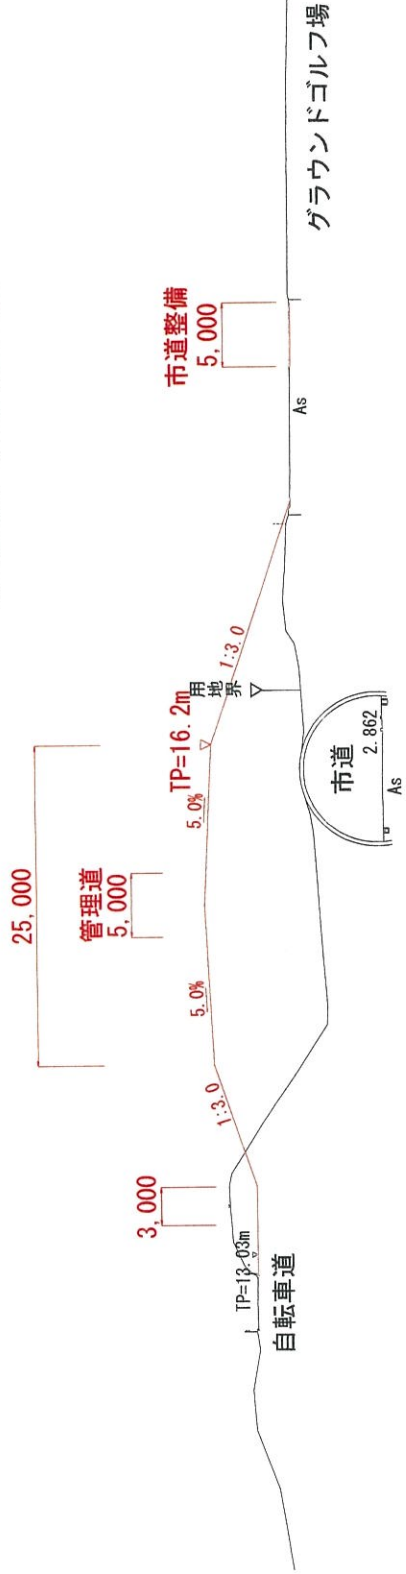 25,000
管理道
5,000
3,000
市道整備
5,000
TP=16.2m
5.0%
5.0%
1:3.0
1:3.0
用地界
TP=13.03m
自転車道
市道
2.862
As
As
グラウンドゴルフ場